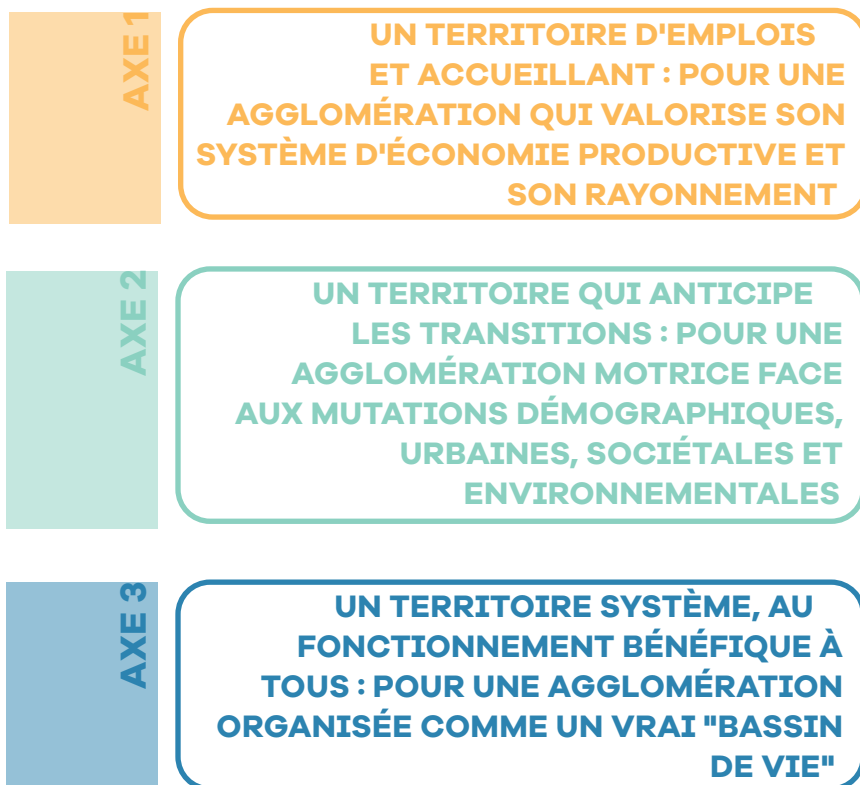 AXE 1
UN TERRITOIRE D'EMPLOIS
ET ACCUEILLANT : POUR UNE
AGGLOMÉRATION QUI VALORISE SON
SYSTÈME D'ÉCONOMIE PRODUCTIVE ET
SON RAYONNEMENT
AXE 2
UN TERRITOIRE QUI ANTICIPE
LES TRANSITIONS : POUR UNE
AGGLOMÉRATION MOTRICE FACE
AUX MUTATIONS DÉMOGRAPHIQUES,
URBAINES, SOCIÉTALES ET
ENVIRONNEMENTALES
AXE 3
UN TERRITOIRE SYSTÈME, AU
FONCTIONNEMENT BÉNÉFIQUE À
TOUS : POUR UNE AGGLOMÉRATION
ORGANISÉE COMME UN VRAI "BASSIN
DE VIE"